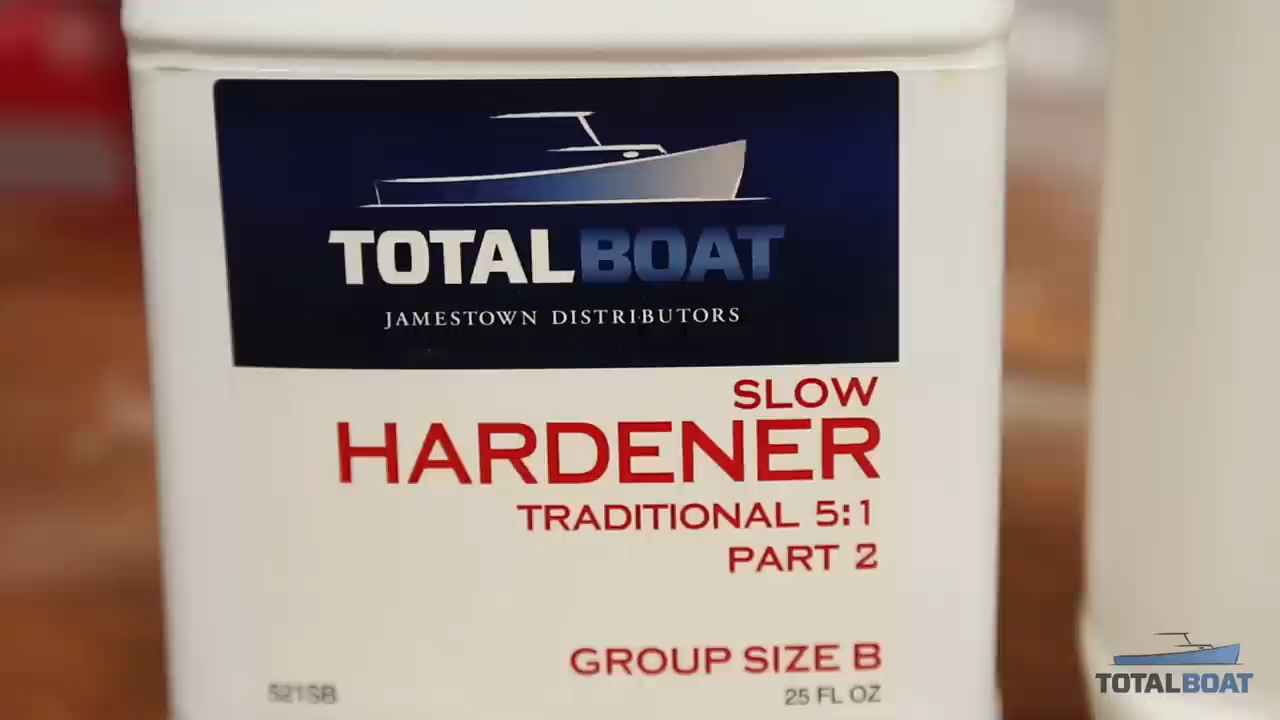 TOTALBOAT
JAMESTOWN DISTRIBUTORS
SLOW
HARDENER
TRADITIONAL 5:1
PART 2
GROUP SIZE B
521SB
25 FL OZ
TOTALBOAT